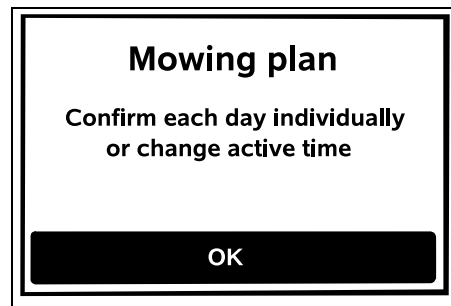 Mowing plan
Confirm each day individually
or change active time
OK